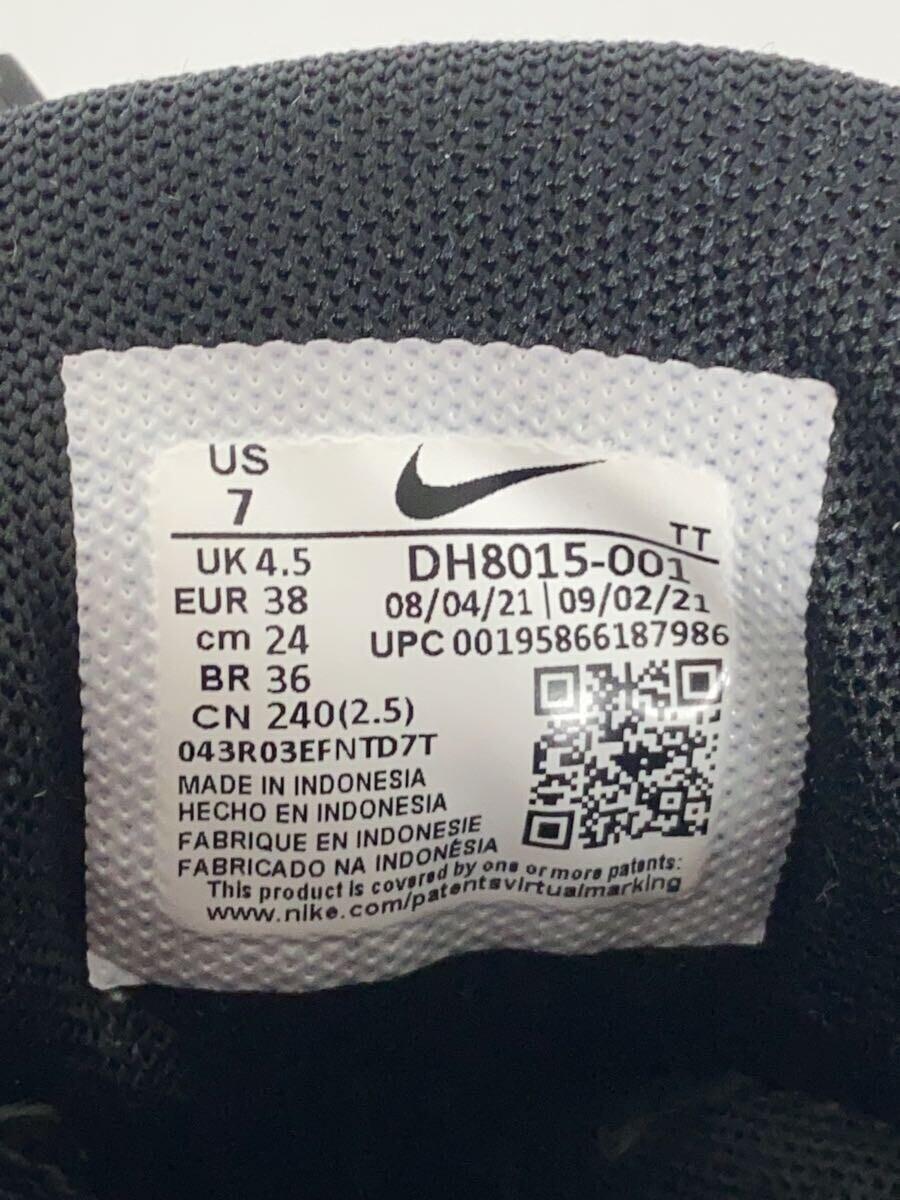 US
7
TT
UK 4.5
DH8015-001
EUR 38
08/04/21 | 09/02/21
cm 24
UPC 00195866187986
BR 36
CN 240(2.5)
043R03EFNTD7T
MADE IN INDONESIA
HECHO EN INDONESIA
FABRIQUE EN INDONESIE
FABRICADO NA INDONÉSIA
This product is covered by one or more patents:
www.nike.com/patentsvirtualmarking